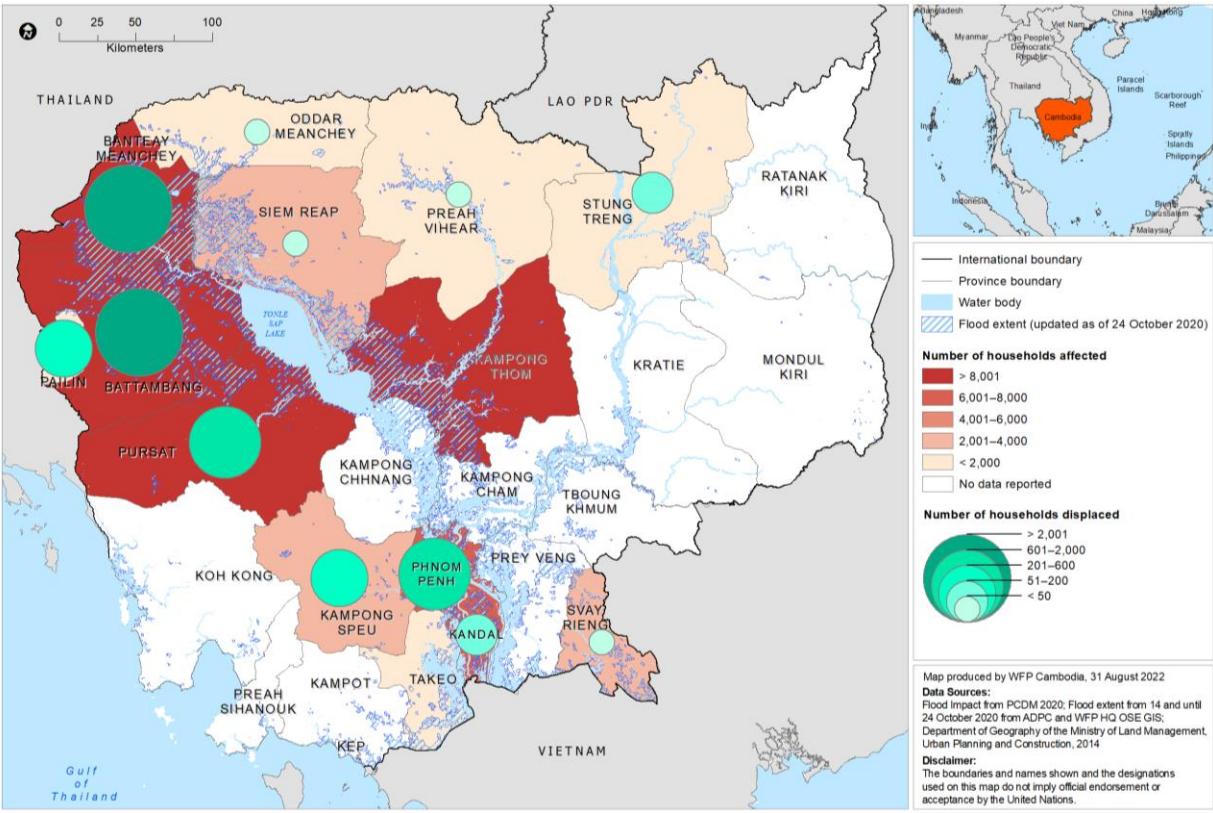 0 25 50 100
Kilometers
THAILAND
LAO PDR
ODDAR
MEANCHEY
BANTEAY
MEANCHEY
SIEM REAP
PREAH
VIHEAR
STUNG
TRENG
RATANAK
KIRI
TONLE
SAP
LAKE
KAMPONG
THOM
KRATIE
MONDUL
KIRI
PAILIN
BATTAMBANG
PURSAT
KAMPONG
CHHNANG
KAMPONG
CHAM
TBOUNG
KHMUM
KOH KONG
PHNOM
PENH
PREY VENG
KAMPONG
SPEU
KANDAL
SVAY
RIENG
TAKEO
KAMPOT
PREAH
SIHANOUK
KEP
VIETNAM
Gulf
of
Thailand
China
Viet Nam
Myanmar
Lao People's
Democratic
Republic
Thailand
Paracel
Islands
Scarborough
Reef
Cambodia
Spratly
Islands
Philippine
Indonesia
Brunei
Darussalam
Malaysia
International boundary
Province boundary
Water body
Flood extent (updated as of 24 October 2020)
Number of households affected
> 8,001
6,001–8,000
4,001–6,000
2,001–4,000
< 2,000
No data reported
Number of households displaced
> 2,001
601–2,000
201–600
51–200
< 50
Map produced by WFP Cambodia, 31 August 2022
Data Sources:
Flood Impact from PCDM 2020; Flood extent from 14 and until
24 October 2020 from ADPC and WFP HQ OSE GIS;
Department of Geography of the Ministry of Land Management,
Urban Planning and Construction, 2014
Disclaimer:
The boundaries and names shown and the designations
used on this map do not imply official endorsement or
acceptance by the United Nations.